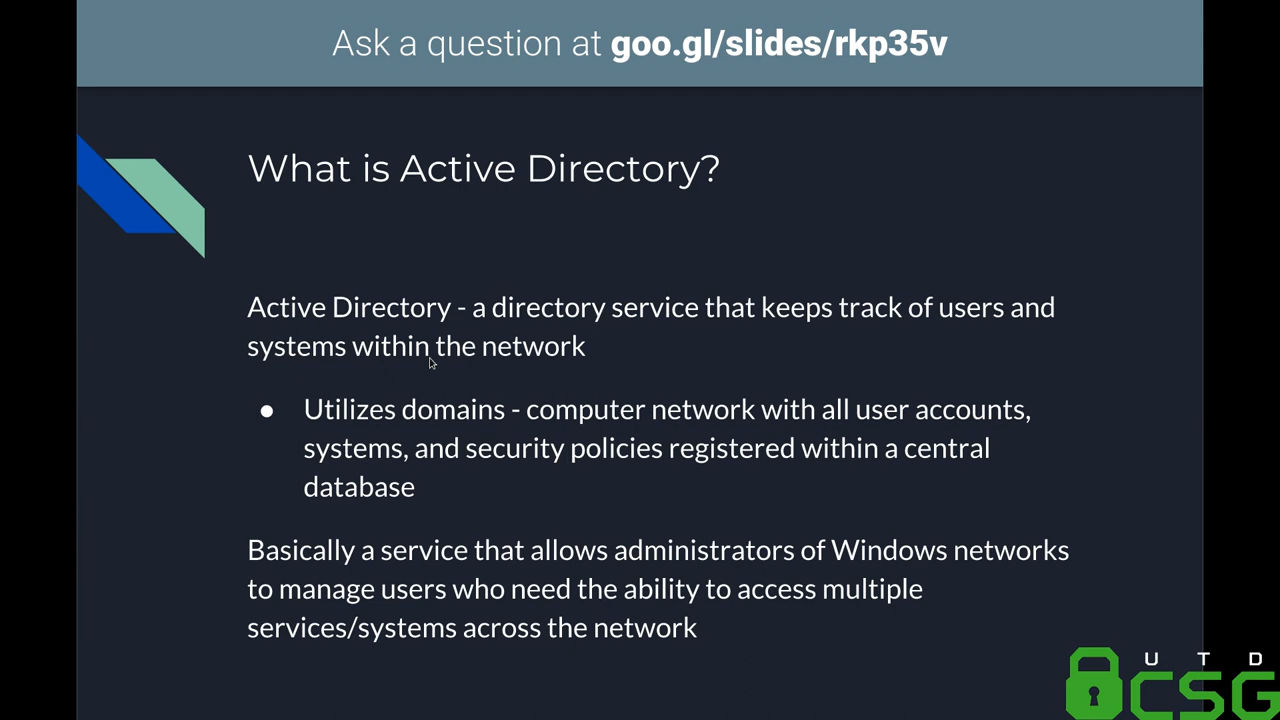 Ask a question at goo.gl/slides/rkp35v
What is Active Directory?
Active Directory - a directory service that keeps track of users and
systems within the network
● Utilizes domains - computer network with all user accounts,
systems, and security policies registered within a central
database
Basically a service that allows administrators of Windows networks
to manage users who need the ability to access multiple
services/systems across the network
U T D
CSG